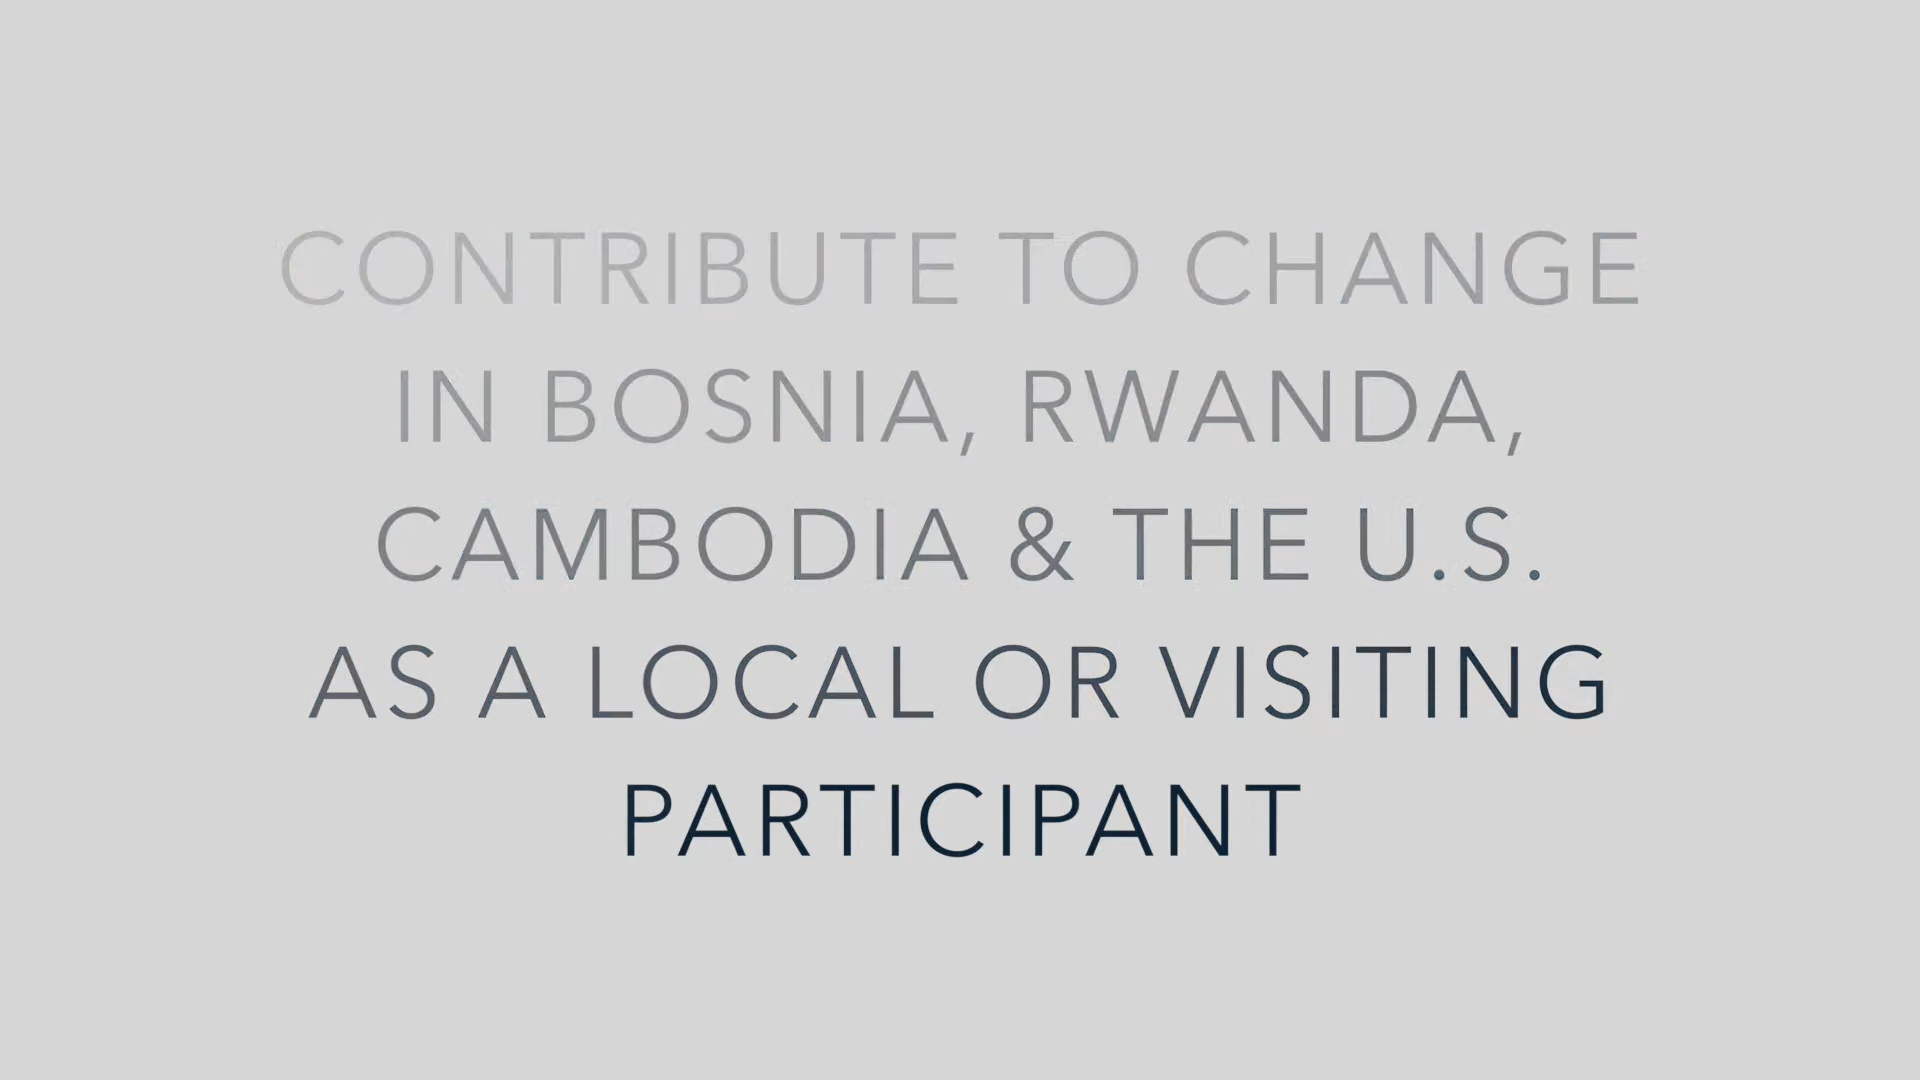 CONTRIBUTE TO CHANGE
IN BOSNIA, RWANDA,
CAMBODIA & THE U.S.
AS A LOCAL OR VISITING
PARTICIPANT